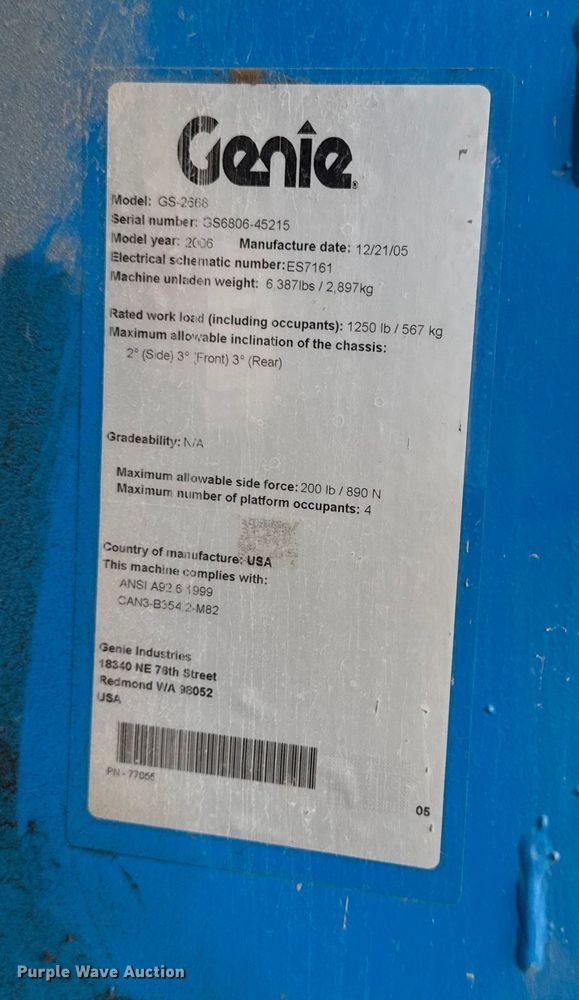 Genie
Model: GS-2668
Serial number: GS6806-45215
Model year: 2006 Manufacture date: 12/21/05
Electrical schematic number:ES7161
Machine unladen weight: 6,387lbs / 2,897kg
Rated work load (including occupants): 1250 lb / 567 kg
Maximum allowable inclination of the chassis:
2° (Side) 3° (Front) 3° (Rear)
Gradeability: N/A
Maximum allowable side force: 200 lb / 890 N
Maximum number of platform occupants: 4
Country of manufacture: USA
This machine complies with:
ANSI A92.6 1999
CAN3-B354.2-M82
Genie Industries
18340 NE 76th Street
Redmond WA 98052
USA
PN - 77055
05
Purple Wave Auction